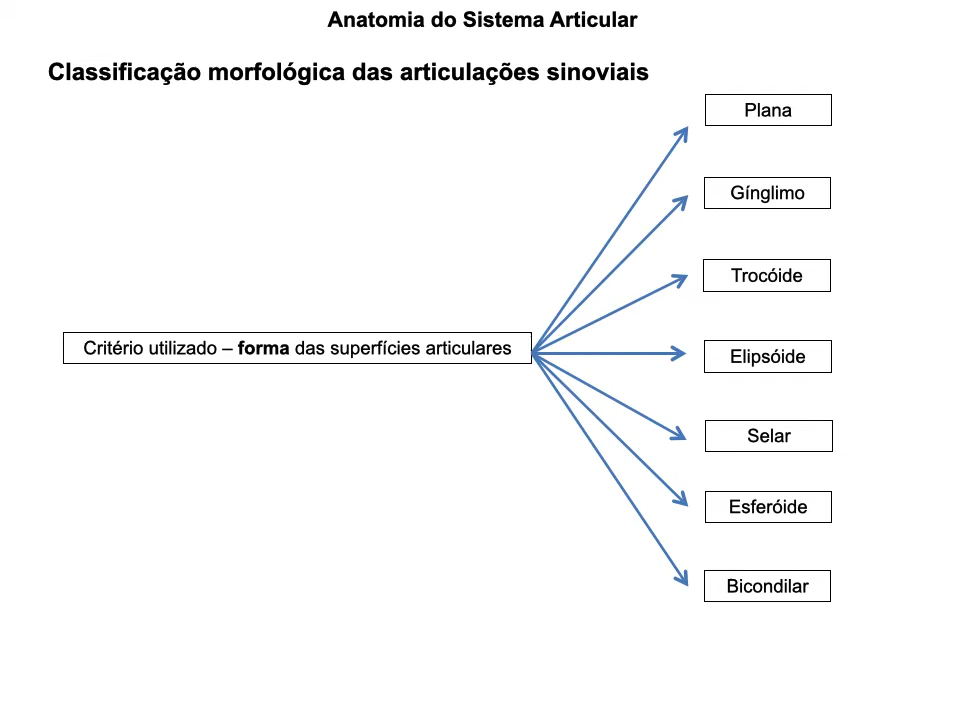 Anatomia do Sistema Articular
Classificação morfológica das articulações sinoviais
Plana
Gínglimo
Trocóide
Critério utilizado – forma das superfícies articulares
Elipsóide
Selar
Esferóide
Bicondilar